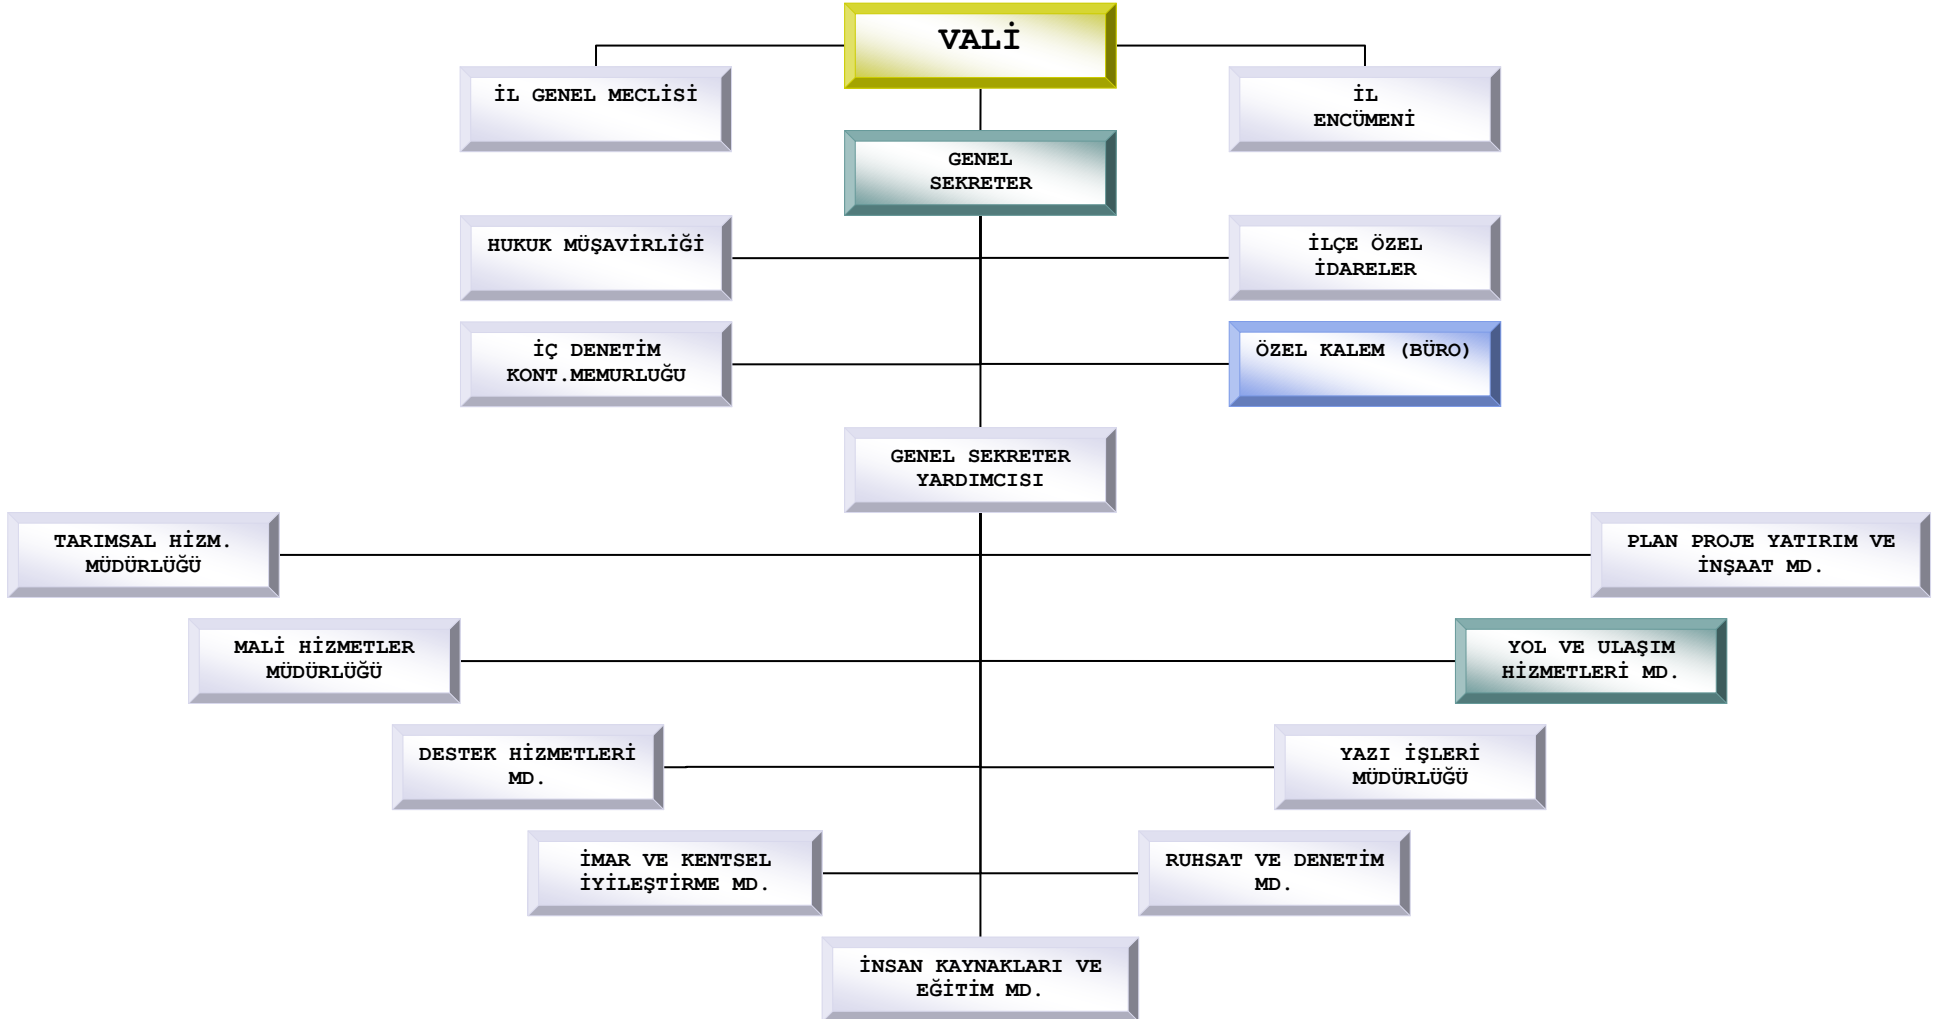 VALİ
İL GENEL MECLİSİ
İL
ENCÜMENİ
GENEL
SEKRETER
HUKUK MÜŞAVİRLİĞİ
İLÇE ÖZEL
İDARELER
İÇ DENETİM
KONT.MEMURLUĞU
ÖZEL KALEM (BÜRO)
GENEL SEKRETER
YARDIMCISI
TARIMSAL HİZM.
MÜDÜRLÜĞÜ
PLAN PROJE YATIRIM VE
İNŞAAT MD.
MALİ HİZMETLER
MÜDÜRLÜĞÜ
YOL VE ULAŞIM
HİZMETLERİ MD.
DESTEK HİZMETLERİ
MD.
YAZI İŞLERİ
MÜDÜRLÜĞÜ
İMAR VE KENTSEL
İYİLEŞTİRME MD.
RUHSAT VE DENETİM
MD.
İNSAN KAYNAKLARI VE
EĞİTİM MD.